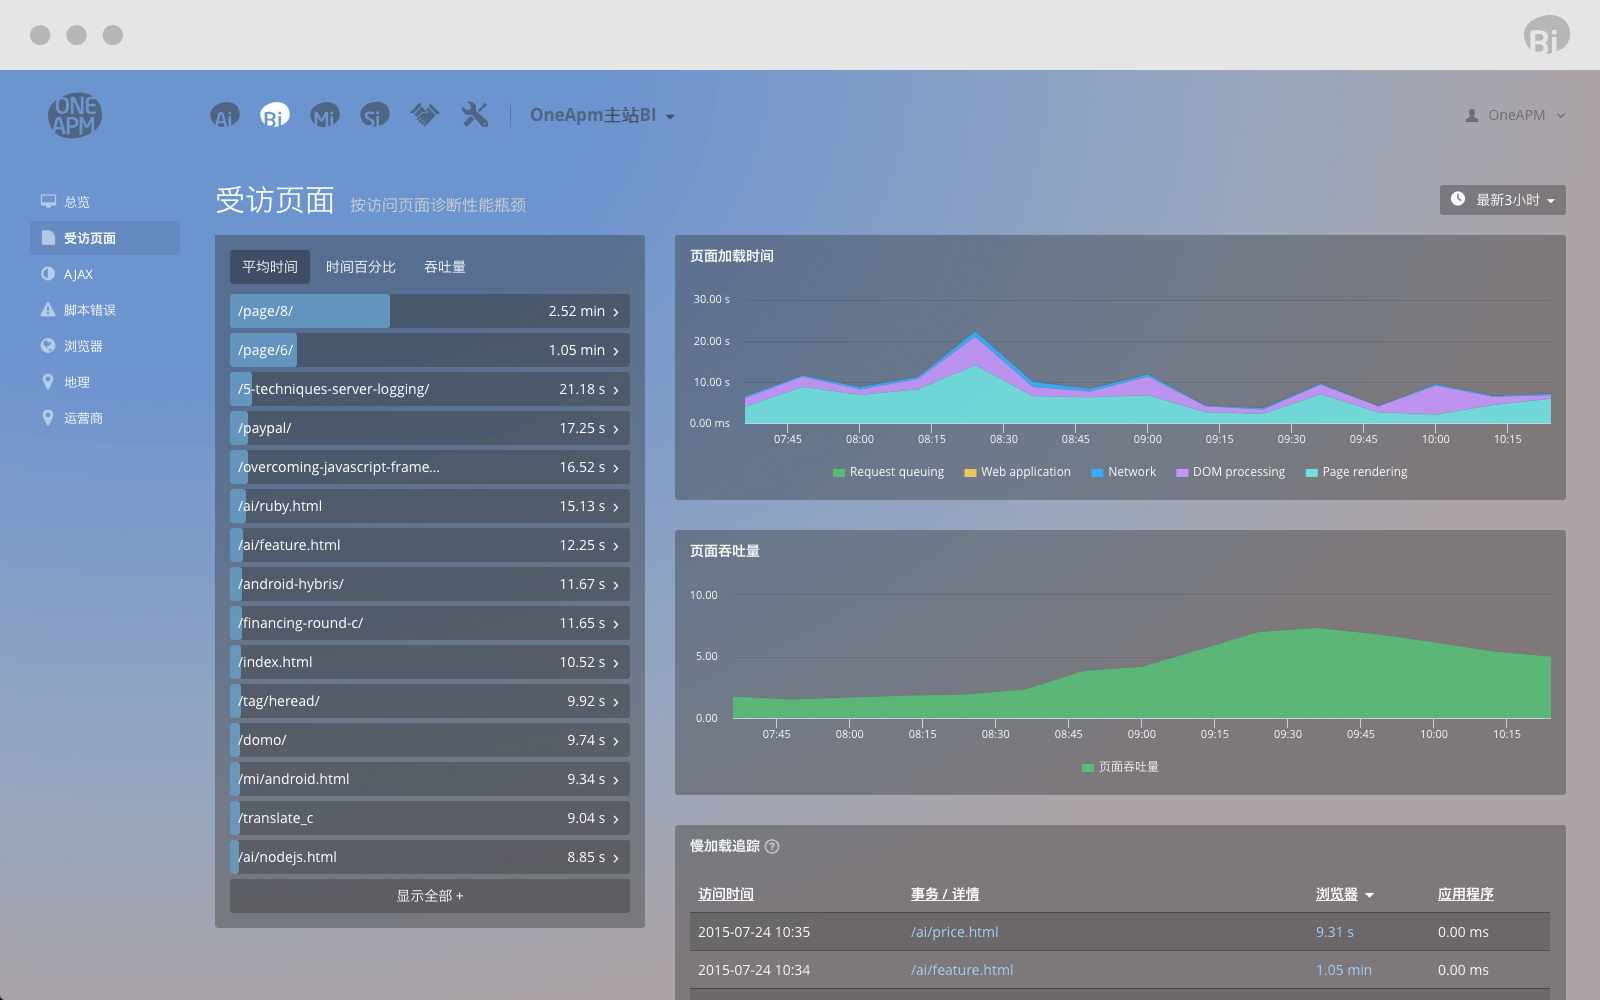 Bi
ONE
APM
Ai
Bi
Mi
Si
OneApm主站BI
OneAPM
总览
受访页面
AJAX
脚本错误
浏览器
地理
运营商
受访页面 按访问页面诊断性能瓶颈
最新3小时
平均时间 时间百分比 吞吐量
/page/8/ 2.52 min
/page/6/ 1.05 min
/5-techniques-server-logging/ 21.18 s
/paypal/ 17.25 s
/overcoming-javascript-frame... 16.52 s
/ai/ruby.html 15.13 s
/ai/feature.html 12.25 s
/android-hybris/ 11.67 s
/financing-round-c/ 11.65 s
/index.html 10.52 s
/tag/heread/ 9.92 s
/domo/ 9.74 s
/mi/android.html 9.34 s
/translate_c 9.04 s
/ai/nodejs.html 8.85 s
显示全部 +
页面加载时间
30.00 s
20.00 s
10.00 s
0.00 ms
07:45 08:00 08:15 08:30 08:45 09:00 09:15 09:30 09:45 10:00 10:15
Request queuing Web application Network DOM processing Page rendering
页面吞吐量
10.00
5.00
0.00
07:45 08:00 08:15 08:30 08:45 09:00 09:15 09:30 09:45 10:00 10:15
页面吞吐量
慢加载追踪 ?
访问时间 事务 / 详情 浏览器 应用程序
2015-07-24 10:35 /ai/price.html 9.31 s 0.00 ms
2015-07-24 10:34 /ai/feature.html 1.05 min 0.00 ms